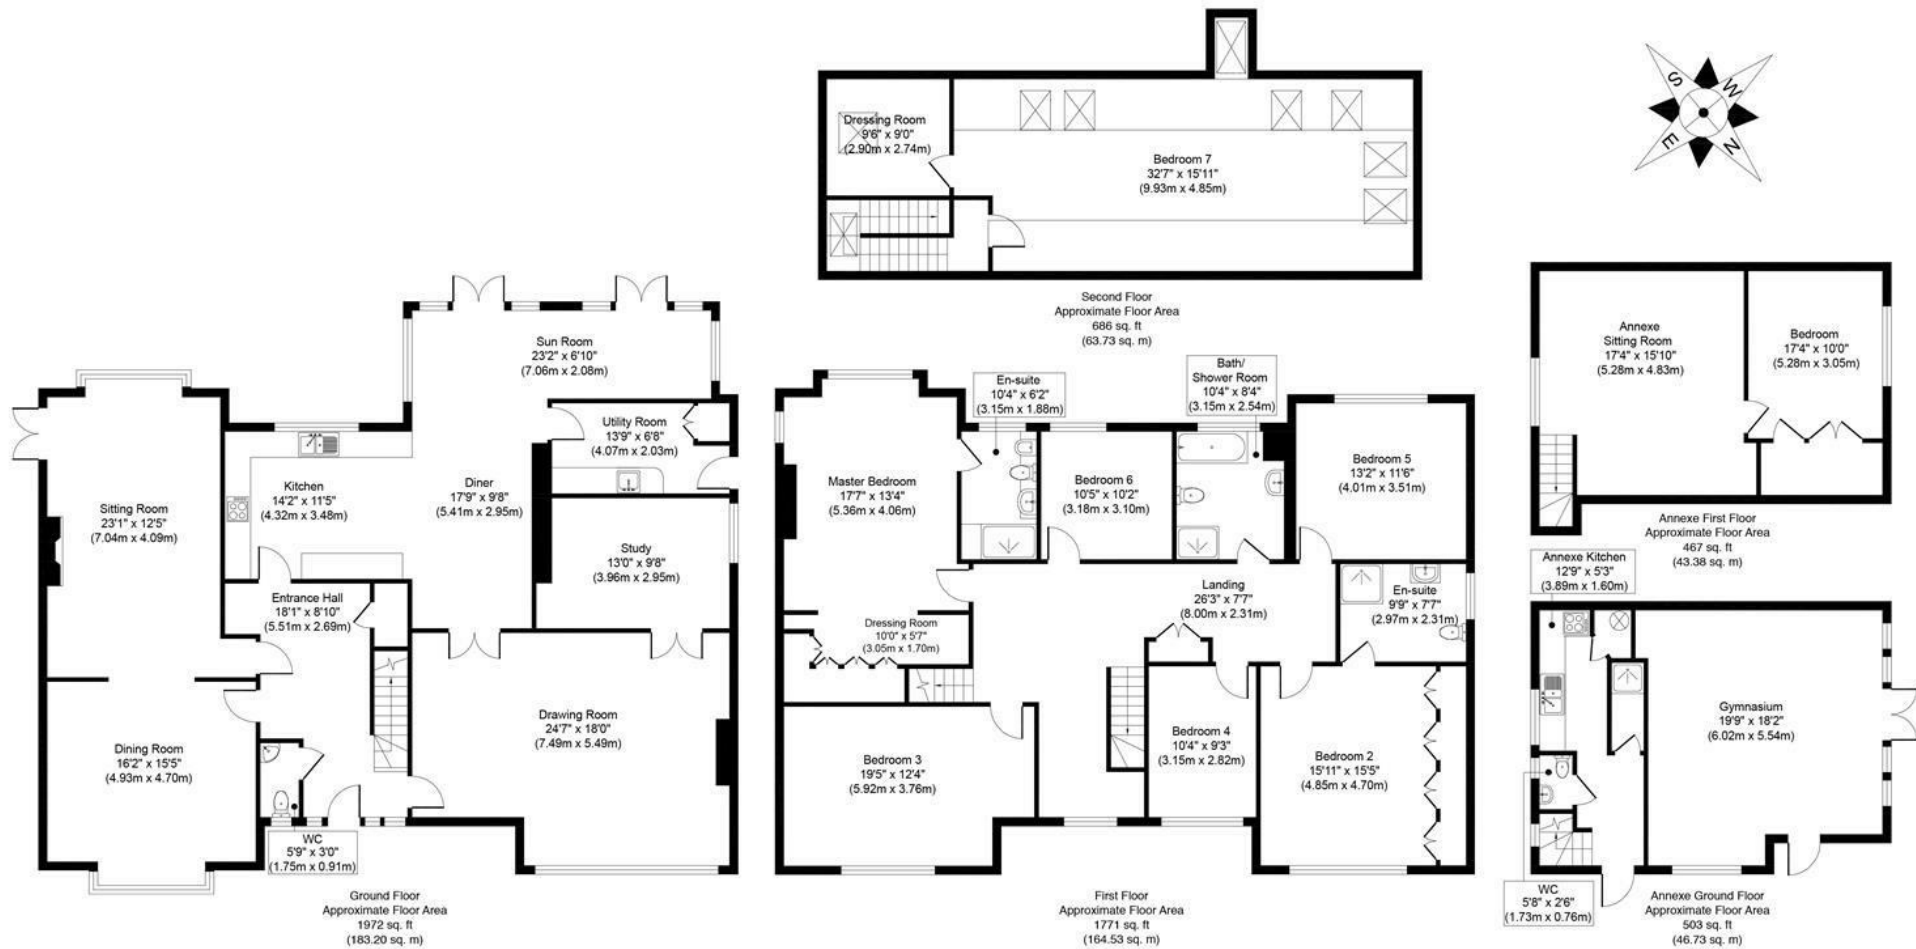 Dressing Room
9'6" x 9'0"
(2.90m x 2.74m)
Bedroom 7
32'7" x 15'11"
(9.93m x 4.85m)
Second Floor
Approximate Floor Area
686 sq. ft
(63.73 sq. m)
S
W
E
N
Sun Room
23'2" x 6'10"
(7.06m x 2.08m)
Utility Room
13'9" x 6'8"
(4.07m x 2.03m)
Kitchen
14'2" x 11'5"
(4.32m x 3.48m)
Diner
17'9" x 9'8"
(5.41m x 2.95m)
Sitting Room
23'1" x 12'5"
(7.04m x 4.09m)
Study
13'0" x 9'8"
(3.96m x 2.95m)
Entrance Hall
18'1" x 8'10"
(5.51m x 2.69m)
Drawing Room
24'7" x 18'0"
(7.49m x 5.49m)
Dining Room
16'2" x 15'5"
(4.93m x 4.70m)
WC
5'9" x 3'0"
(1.75m x 0.91m)
Ground Floor
Approximate Floor Area
1972 sq. ft
(183.20 sq. m)
En-suite
10'4" x 6'2"
(3.15m x 1.88m)
Bath/
Shower Room
10'4" x 8'4"
(3.15m x 2.54m)
Master Bedroom
17'7" x 13'4"
(5.36m x 4.06m)
Bedroom 6
10'5" x 10'2"
(3.18m x 3.10m)
Bedroom 5
13'2" x 11'6"
(4.01m x 3.51m)
Landing
26'3" x 7'7"
(8.00m x 2.31m)
En-suite
9'9" x 7'7"
(2.97m x 2.31m)
Dressing Room
10'0" x 5'7"
(3.05m x 1.70m)
Bedroom 3
19'5" x 12'4"
(5.92m x 3.76m)
Bedroom 4
10'4" x 9'3"
(3.15m x 2.82m)
Bedroom 2
15'11" x 15'5"
(4.85m x 4.70m)
First Floor
Approximate Floor Area
1771 sq. ft
(164.53 sq. m)
Annexe
Sitting Room
17'4" x 15'10"
(5.28m x 4.83m)
Bedroom
17'4" x 10'0"
(5.28m x 3.05m)
Annexe First Floor
Approximate Floor Area
467 sq. ft
(43.38 sq. m)
Annexe Kitchen
12'9" x 5'3"
(3.89m x 1.60m)
Gymnasium
19'9" x 18'2"
(6.02m x 5.54m)
WC
5'8" x 2'6"
(1.73m x 0.76m)
Annexe Ground Floor
Approximate Floor Area
503 sq. ft
(46.73 sq. m)